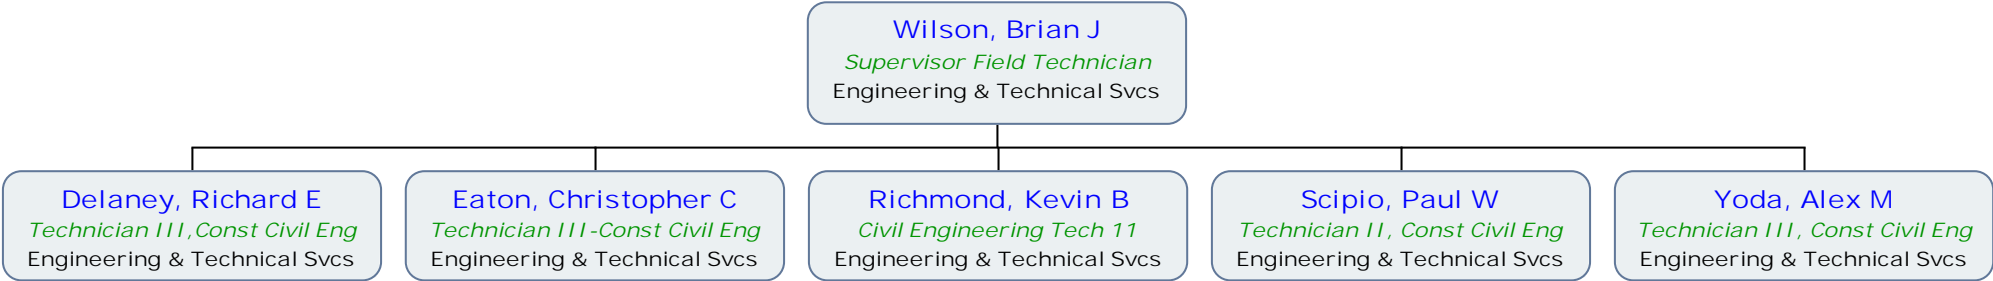 Wilson, Brian J
Supervisor Field Technician
Engineering & Technical Svcs
Delaney, Richard E
Technician III,Const Civil Eng
Engineering & Technical Svcs
Eaton, Christopher C
Technician III-Const Civil Eng
Engineering & Technical Svcs
Richmond, Kevin B
Civil Engineering Tech 11
Engineering & Technical Svcs
Scipio, Paul W
Technician II, Const Civil Eng
Engineering & Technical Svcs
Yoda, Alex M
Technician III, Const Civil Eng
Engineering & Technical Svcs